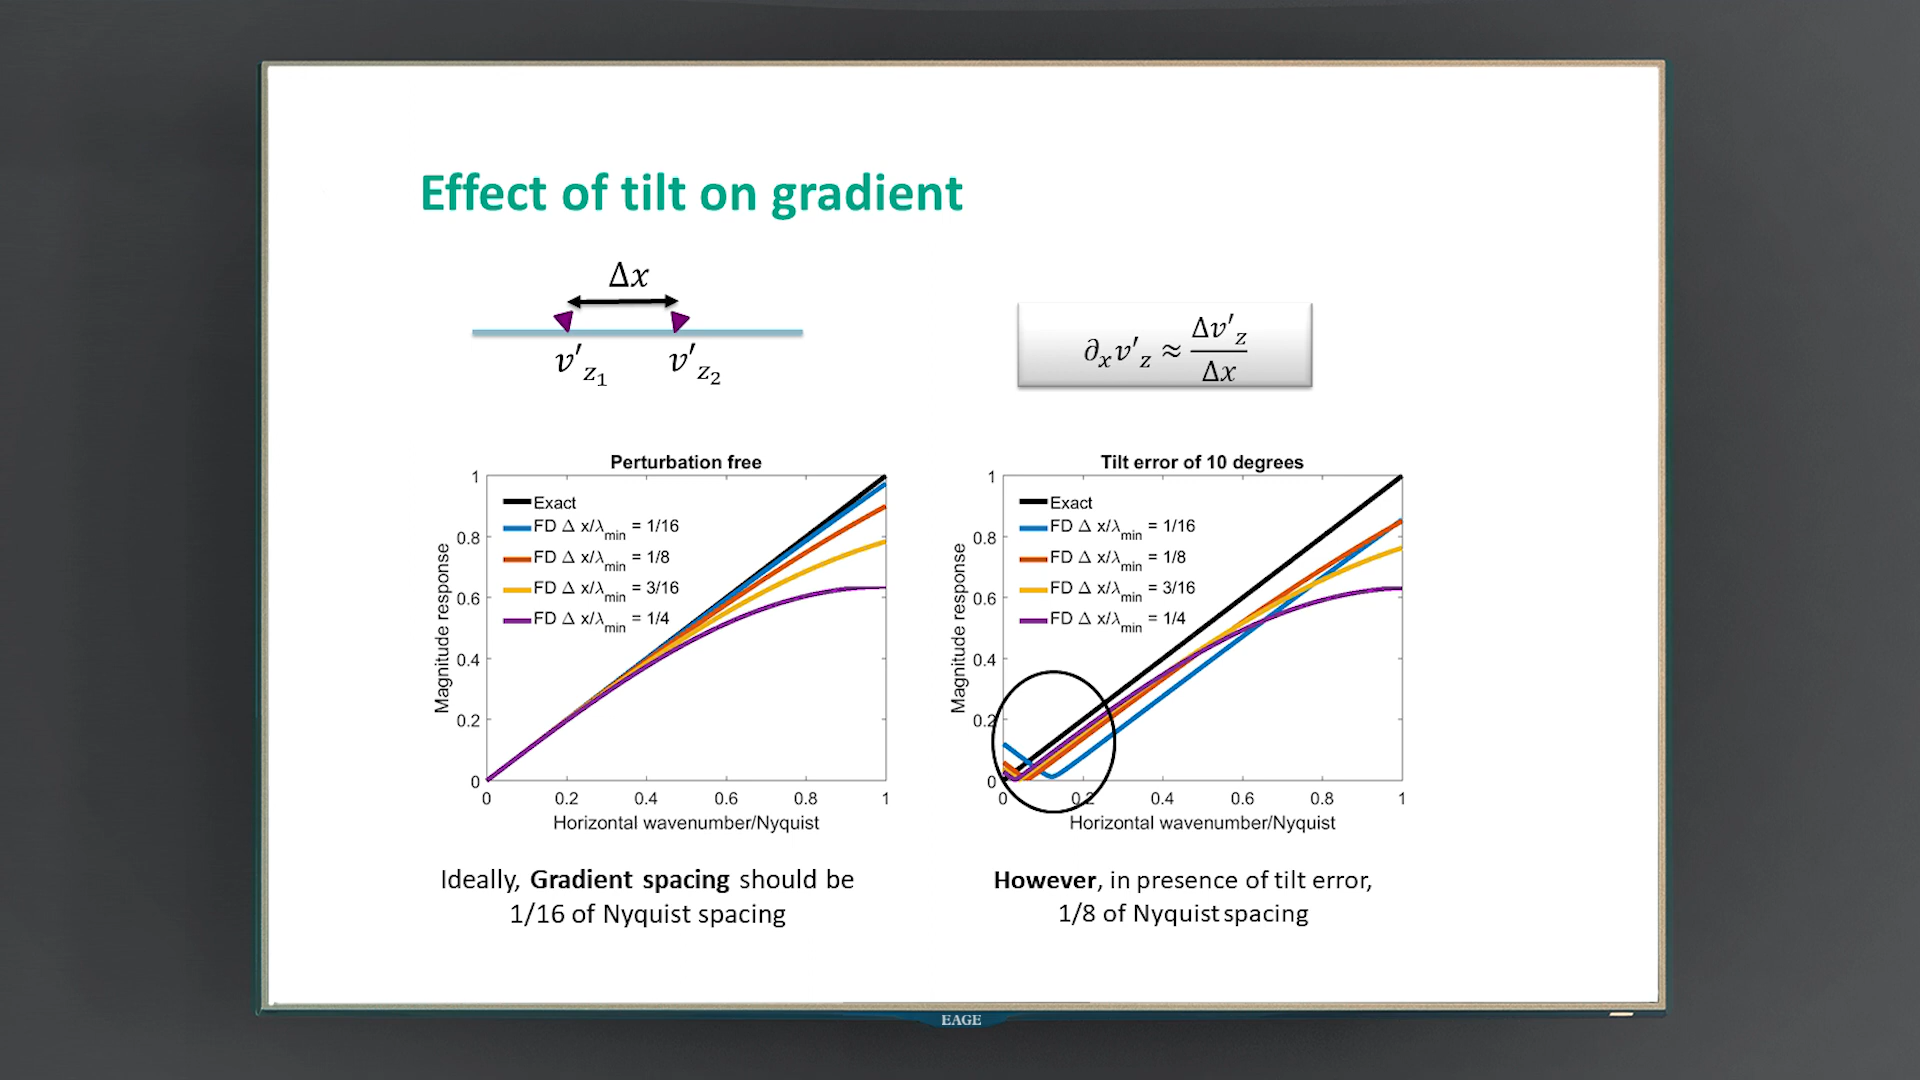 Effect of tilt on gradient
Δx
v′z1 v′z2
∂xv′z ≈ Δv′z / Δx
Perturbation free
1
0.8
0.6
0.4
0.2
0
Magnitude response
Exact
FD Δ x/λmin = 1/16
FD Δ x/λmin = 1/8
FD Δ x/λmin = 3/16
FD Δ x/λmin = 1/4
0 0.2 0.4 0.6 0.8 1
Horizontal wavenumber/Nyquist
Tilt error of 10 degrees
1
0.8
0.6
0.4
0.2
0
Magnitude response
Exact
FD Δ x/λmin = 1/16
FD Δ x/λmin = 1/8
FD Δ x/λmin = 3/16
FD Δ x/λmin = 1/4
0 0.2 0.4 0.6 0.8 1
Horizontal wavenumber/Nyquist
Ideally, Gradient spacing should be
1/16 of Nyquist spacing
However, in presence of tilt error,
1/8 of Nyquist spacing
EAGE